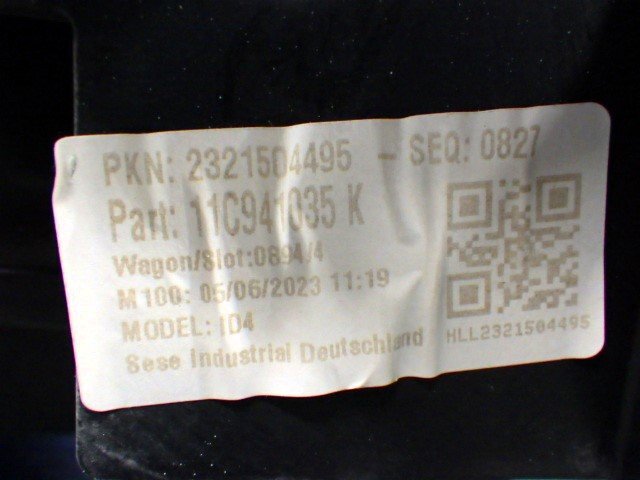 PKN: 2321504495 - SEQ: 0827
Part: 11C941035 K
Wagon/Slot:0894/4
M100: 05/06/2023 11:19
MODEL: ID4
Sese Industrial Deutschland
HLL2321504495